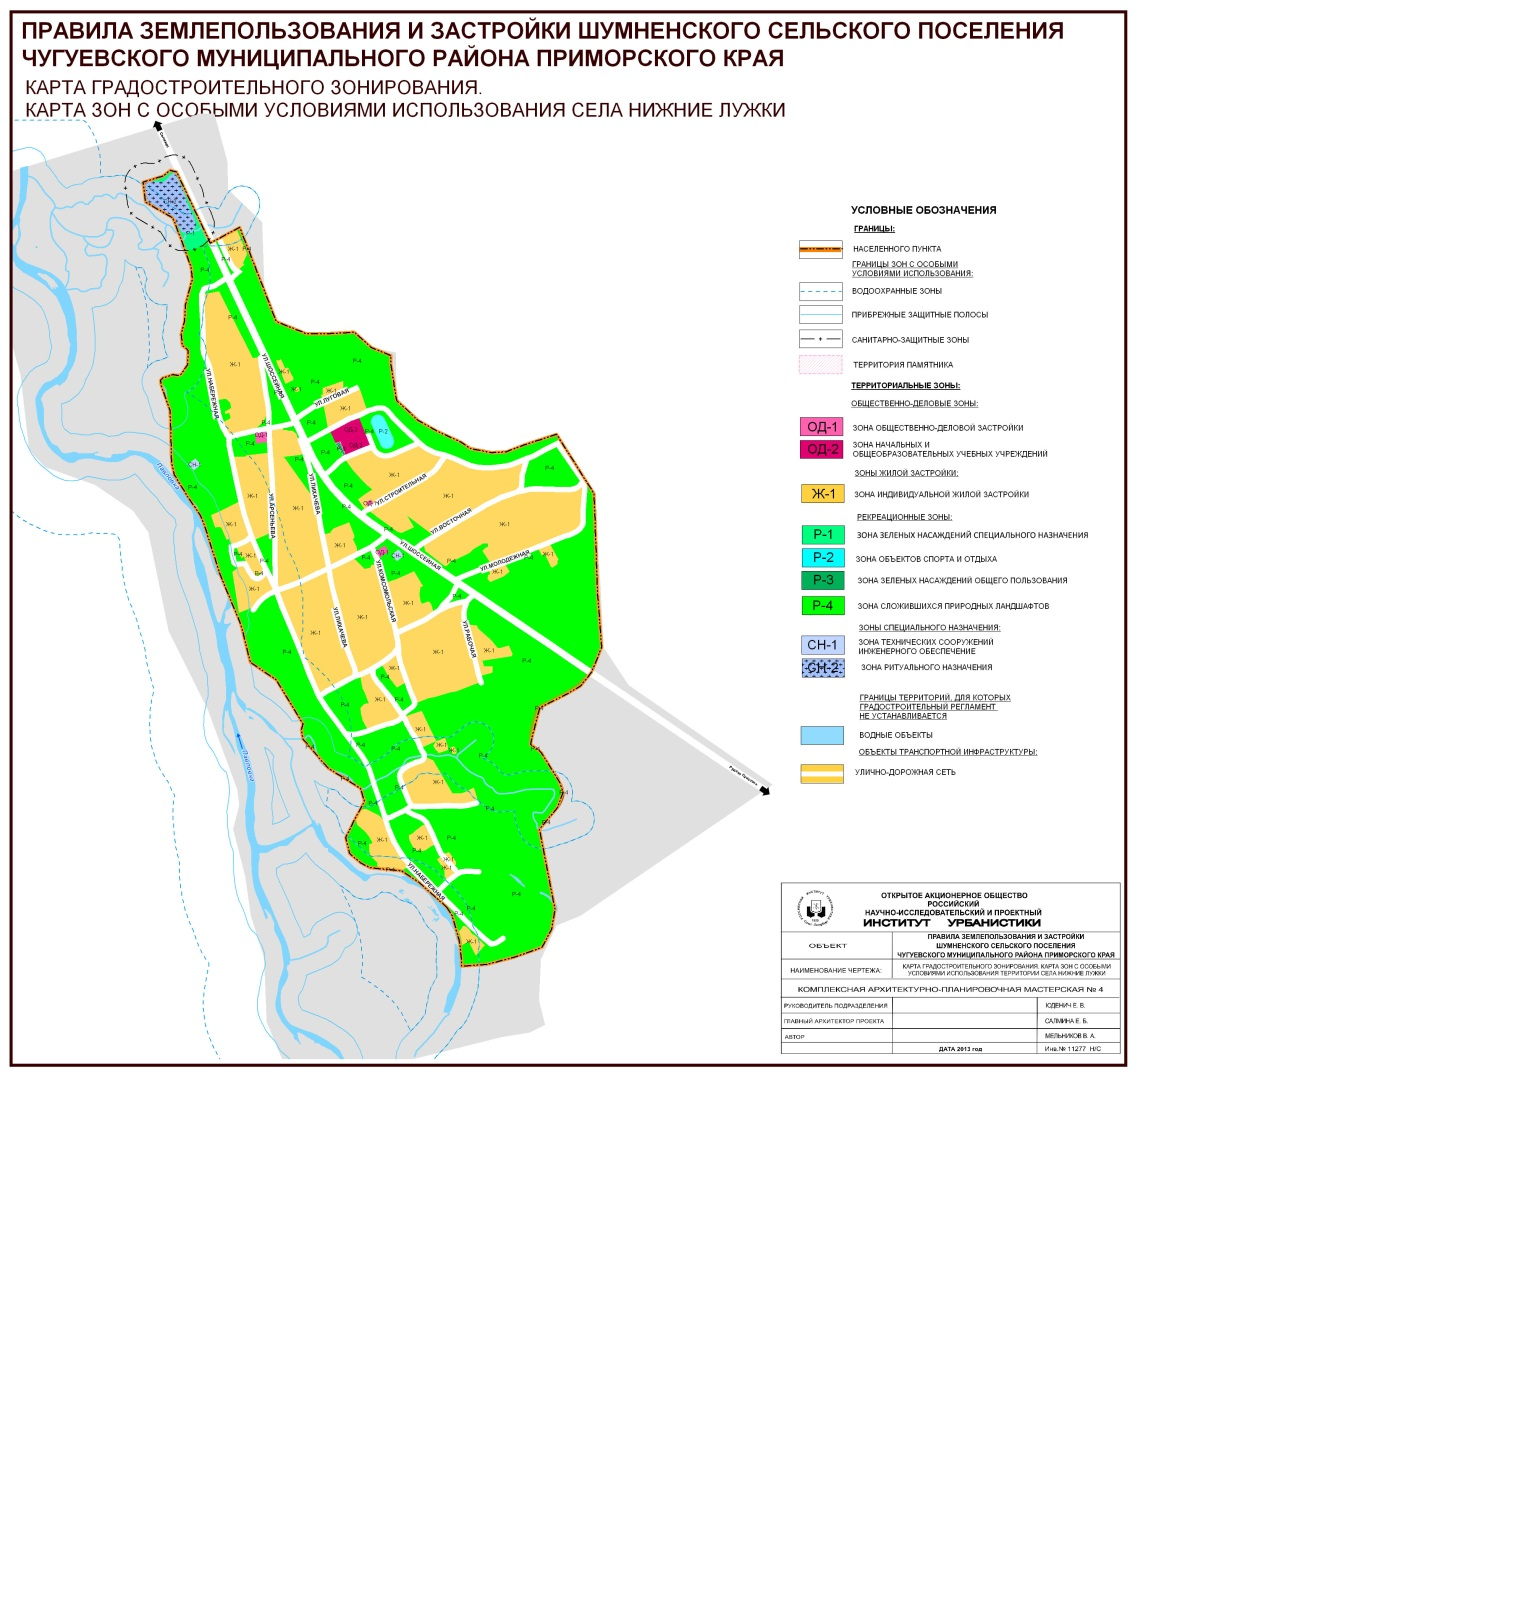 ПРАВИЛА ЗЕМЛЕПОЛЬЗОВАНИЯ И ЗАСТРОЙКИ ШУМНЕНСКОГО СЕЛЬСКОГО ПОСЕЛЕНИЯ
ЧУГУЕВСКОГО МУНИЦИПАЛЬНОГО РАЙОНА ПРИМОРСКОГО КРАЯ
КАРТА ГРАДОСТРОИТЕЛЬНОГО ЗОНИРОВАНИЯ.
КАРТА ЗОН С ОСОБЫМИ УСЛОВИЯМИ ИСПОЛЬЗОВАНИЯ СЕЛА НИЖНИЕ ЛУЖКИ
УЛ.НАБЕРЕЖНАЯ
УЛ.ШОССЕЙНАЯ
УЛ.ЛУГОВАЯ
УЛ.АРСЕНЬЕВА
УЛ.ЛИХАЧЕВА
УЛ.СТРОИТЕЛЬНАЯ
УЛ.ВОСТОЧНАЯ
УЛ.ШОССЕЙНАЯ
УЛ.МОЛОДЕЖНАЯ
УЛ.КОМСОМОЛЬСКАЯ
УЛ.ЛИХАЧЕВА
УЛ.РАБОЧАЯ
УЛ.НАБЕРЕЖНАЯ
Павловка
Павловка
УСЛОВНЫЕ ОБОЗНАЧЕНИЯ
ГРАНИЦЫ:
НАСЕЛЕННОГО ПУНКТА
ГРАНИЦЫ ЗОН С ОСОБЫМИ
УСЛОВИЯМИ ИСПОЛЬЗОВАНИЯ:
ВОДООХРАННЫЕ ЗОНЫ
ПРИБРЕЖНЫЕ ЗАЩИТНЫЕ ПОЛОСЫ
САНИТАРНО-ЗАЩИТНЫЕ ЗОНЫ
ТЕРРИТОРИЯ ПАМЯТНИКА
ТЕРРИТОРИАЛЬНЫЕ ЗОНЫ:
ОБЩЕСТВЕННО-ДЕЛОВЫЕ ЗОНЫ:
ОД-1 ЗОНА ОБЩЕСТВЕННО-ДЕЛОВОЙ ЗАСТРОЙКИ
ОД-2 ЗОНА НАЧАЛЬНЫХ И
ОБЩЕОБРАЗОВАТЕЛЬНЫХ УЧЕБНЫХ УЧРЕЖДЕНИЙ
ЗОНЫ ЖИЛОЙ ЗАСТРОЙКИ:
Ж-1 ЗОНА ИНДИВИДУАЛЬНОЙ ЖИЛОЙ ЗАСТРОЙКИ
РЕКРЕАЦИОННЫЕ ЗОНЫ:
Р-1 ЗОНА ЗЕЛЕНЫХ НАСАЖДЕНИЙ СПЕЦИАЛЬНОГО НАЗНАЧЕНИЯ
Р-2 ЗОНА ОБЪЕКТОВ СПОРТА И ОТДЫХА
Р-3 ЗОНА ЗЕЛЕНЫХ НАСАЖДЕНИЙ ОБЩЕГО ПОЛЬЗОВАНИЯ
Р-4 ЗОНА СЛОЖИВШИХСЯ ПРИРОДНЫХ ЛАНДШАФТОВ
ЗОНЫ СПЕЦИАЛЬНОГО НАЗНАЧЕНИЯ:
СН-1 ЗОНА ТЕХНИЧЕСКИХ СООРУЖЕНИЙ
ИНЖЕНЕРНОГО ОБЕСПЕЧЕНИЕ
СН-2 ЗОНА РИТУАЛЬНОГО НАЗНАЧЕНИЯ
ГРАНИЦЫ ТЕРРИТОРИЙ, ДЛЯ КОТОРЫХ
ГРАДОСТРОИТЕЛЬНЫЙ РЕГЛАМЕНТ
НЕ УСТАНАВЛИВАЕТСЯ
ВОДНЫЕ ОБЪЕКТЫ
ОБЪЕКТЫ ТРАНСПОРТНОЙ ИНФРАСТРУКТУРЫ:
УЛИЧНО-ДОРОЖНАЯ СЕТЬ
ОТКРЫТОЕ АКЦИОНЕРНОЕ ОБЩЕСТВО
РОССИЙСКИЙ
НАУЧНО-ИССЛЕДОВАТЕЛЬСКИЙ И ПРОЕКТНЫЙ
ИНСТИТУТ УРБАНИСТИКИ
ОБЪЕКТ
ПРАВИЛА ЗЕМЛЕПОЛЬЗОВАНИЯ И ЗАСТРОЙКИ
ШУМНЕНСКОГО СЕЛЬСКОГО ПОСЕЛЕНИЯ
ЧУГУЕВСКОГО МУНИЦИПАЛЬНОГО РАЙОНА ПРИМОРСКОГО КРАЯ
НАИМЕНОВАНИЕ ЧЕРТЕЖА:
КАРТА ГРАДОСТРОИТЕЛЬНОГО ЗОНИРОВАНИЯ. КАРТА ЗОН С ОСОБЫМИ
УСЛОВИЯМИ ИСПОЛЬЗОВАНИЯ ТЕРРИТОРИИ СЕЛА НИЖНИЕ ЛУЖКИ
КОМПЛЕКСНАЯ АРХИТЕКТУРНО-ПЛАНИРОВОЧНАЯ МАСТЕРСКАЯ № 4
РУКОВОДИТЕЛЬ ПОДРАЗДЕЛЕНИЯ ЮДЕНИЧ Е. В.
ГЛАВНЫЙ АРХИТЕКТОР ПРОЕКТА САЛМИНА Е. Б.
АВТОР МЕЛЬНИКОВ В. А.
ДАТА 2013 год Инв.№ 11277 Н/С